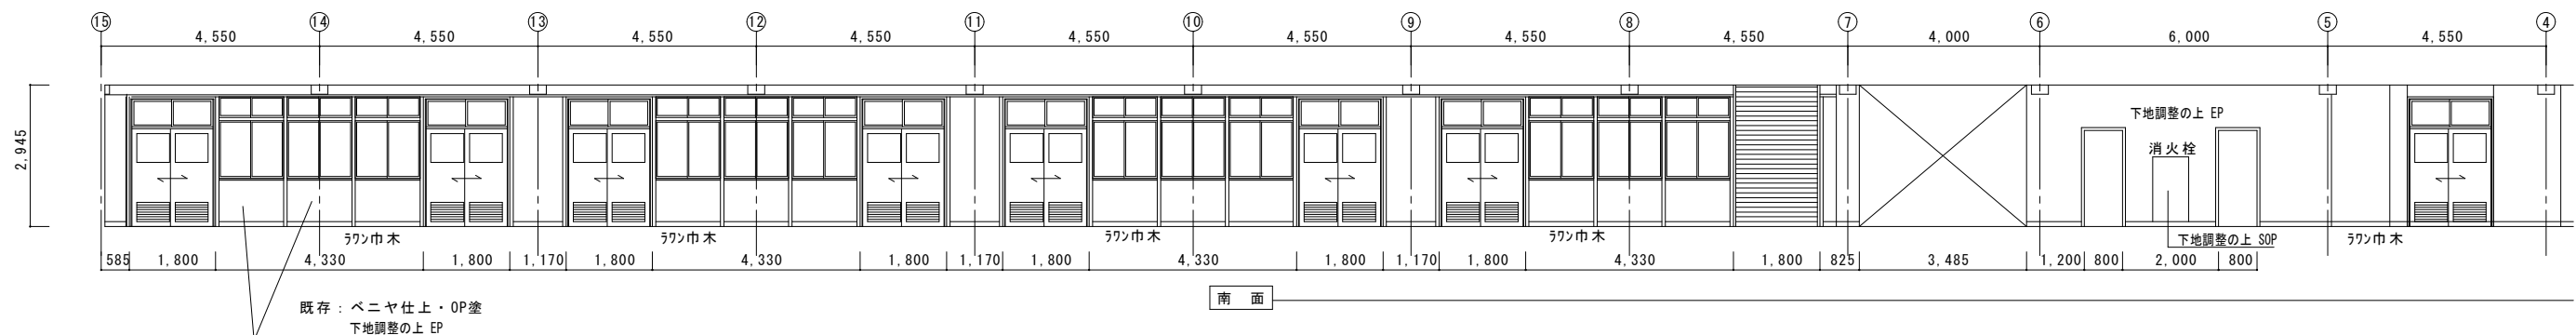 15 14 13 12 11 10 9 8 7 6 5 4
4,550 4,550 4,550 4,550 4,550 4,550 4,550 4,550 4,000 6,000 4,550
2,945
下地調整の上 EP
消火栓
ﾗワン巾木 ﾗワン巾木 ﾗワン巾木 ﾗワン巾木 下地調整の上 SOP ﾗワン巾木
585 1,800 4,330 1,800 1,170 1,800 4,330 1,800 1,170 1,800 4,330 1,800 1,170 1,800 4,330 1,800 825 3,485 1,200 800 2,000 800
南 面
既存：ベニヤ仕上・OP塗
下地調整の上 EP